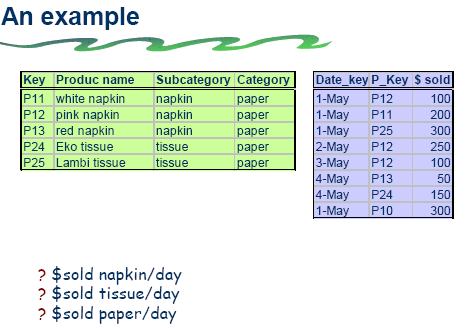 An example
Key Produc name Subcategory Category
P11 white napkin napkin paper
P12 pink napkin napkin paper
P13 red napkin napkin paper
P24 Eko tissue tissue paper
P25 Lambi tissue tissue paper
Date_key P_Key $ sold
1-May P12 100
1-May P11 200
1-May P25 300
2-May P12 250
3-May P12 100
4-May P13 50
4-May P24 150
1-May P10 300
? $sold napkin/day
? $sold tissue/day
? $sold paper/day